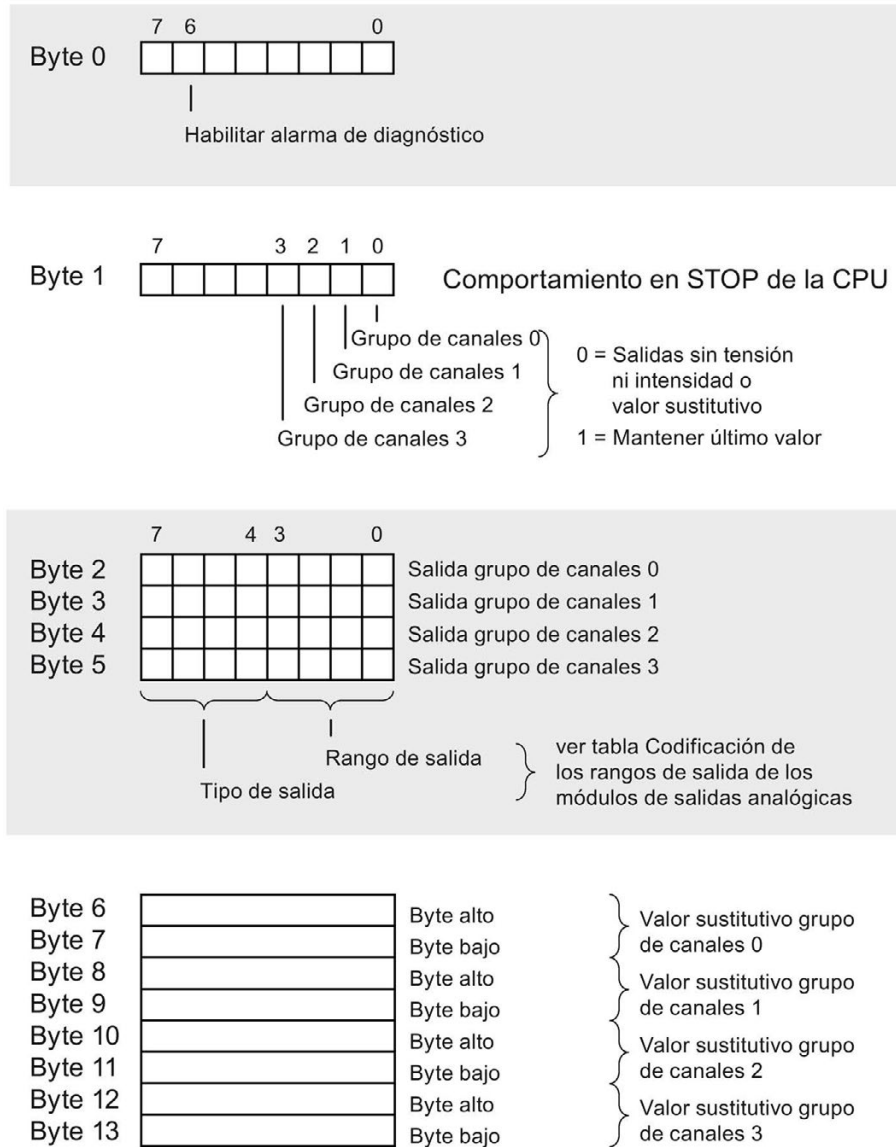 7 6 0
Byte 0
Habilitar alarma de diagnóstico
7 3 2 1 0
Byte 1
Comportamiento en STOP de la CPU
Grupo de canales 0
Grupo de canales 1
Grupo de canales 2
Grupo de canales 3
0 = Salidas sin tensión
ni intensidad o
valor sustitutivo
1 = Mantener último valor
7 4 3 0
Byte 2
Salida grupo de canales 0
Byte 3
Salida grupo de canales 1
Byte 4
Salida grupo de canales 2
Byte 5
Salida grupo de canales 3
Rango de salida
Tipo de salida
ver tabla Codificación de
los rangos de salida de los
módulos de salidas analógicas
Byte 6
Byte alto
Byte 7
Byte bajo
Valor sustitutivo grupo
de canales 0
Byte 8
Byte alto
Byte 9
Byte bajo
Valor sustitutivo grupo
de canales 1
Byte 10
Byte alto
Byte 11
Byte bajo
Valor sustitutivo grupo
de canales 2
Byte 12
Byte alto
Byte 13
Byte bajo
Valor sustitutivo grupo
de canales 3